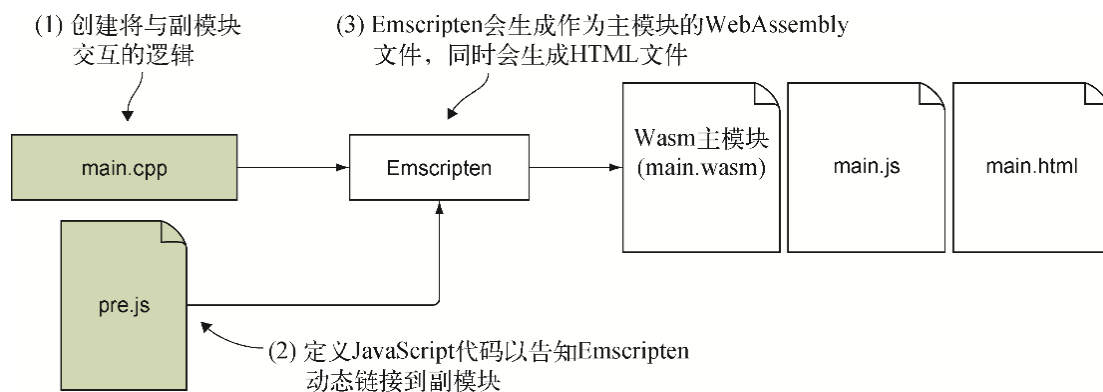 (1) 创建将与副模块
交互的逻辑
(3) Emscripten会生成作为主模块的WebAssembly
文件，同时会生成HTML文件
main.cpp
Emscripten
Wasm主模块
(main.wasm)
main.js
main.html
pre.js
(2) 定义JavaScript代码以告知Emscripten
动态链接到副模块